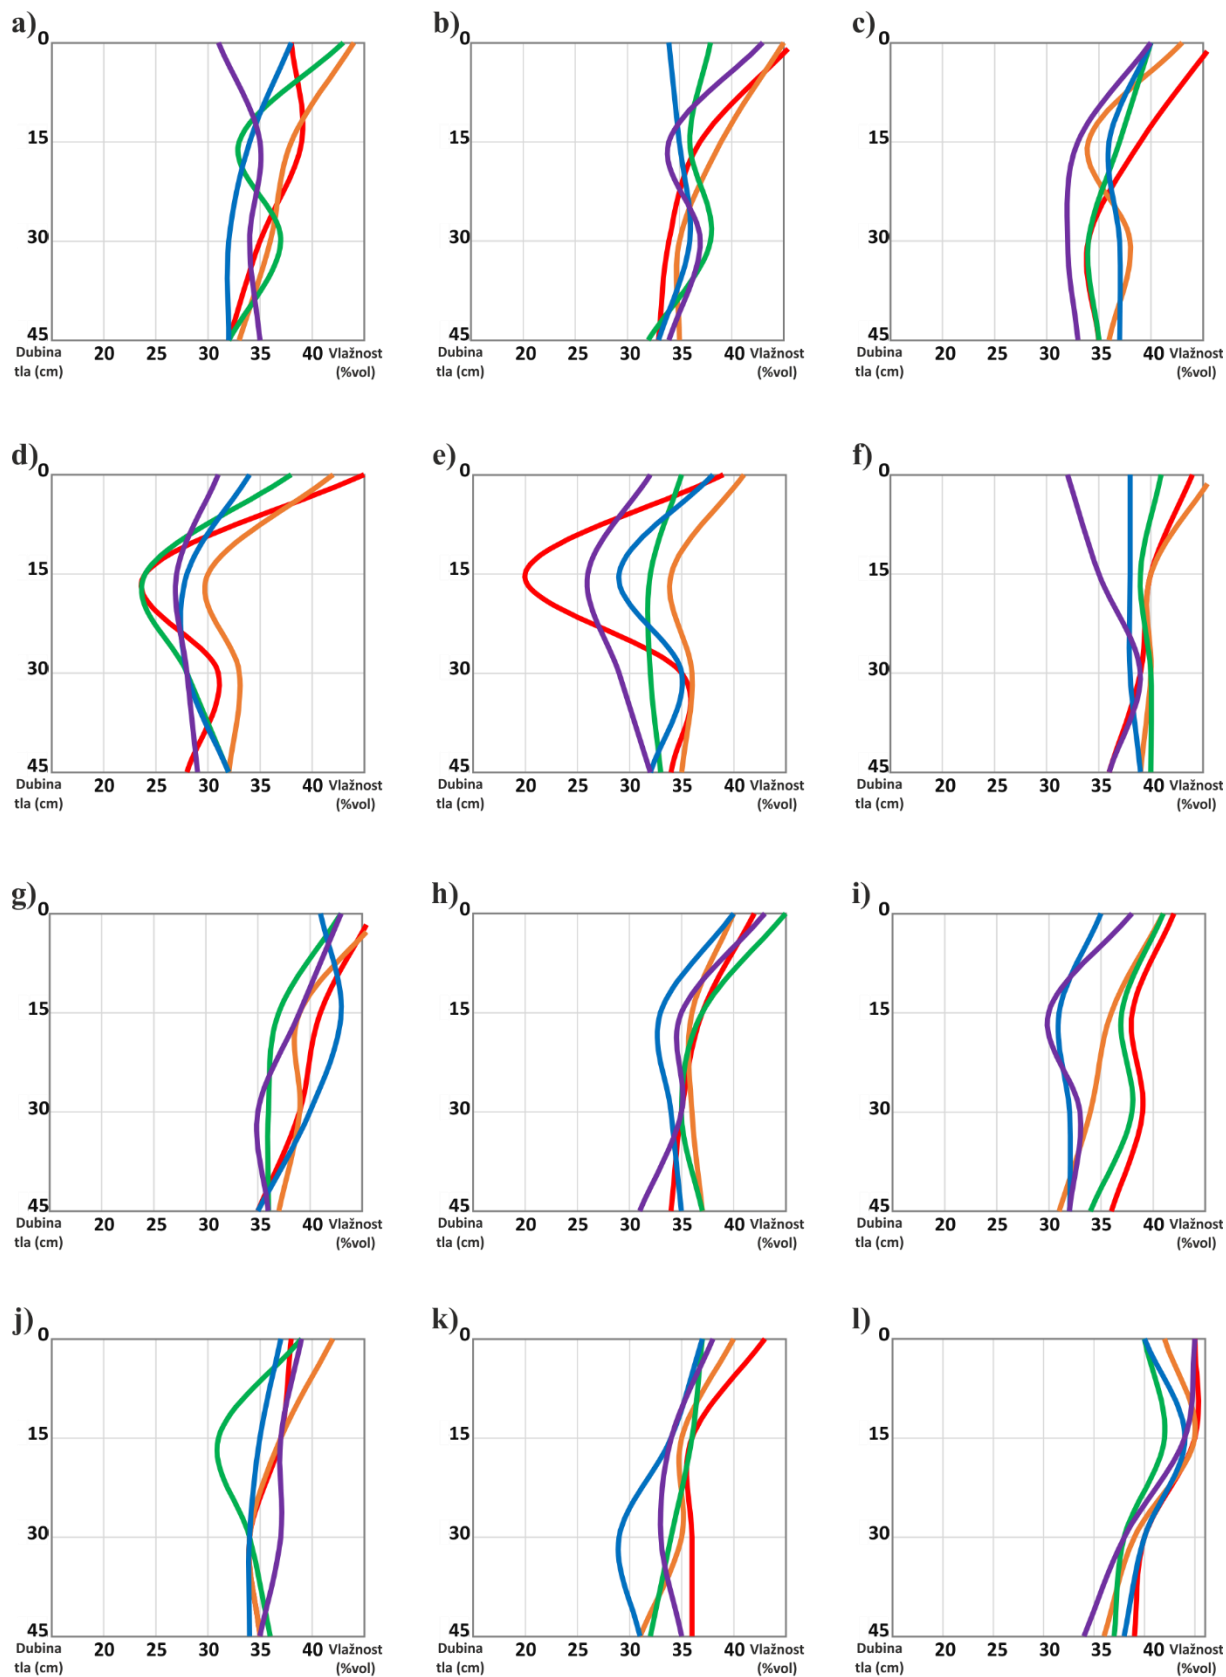 a) b) c)
0 0 0
15 15 15
30 30 30
45 45 45
Dubina 20 25 30 35 40 Vlažnost Dubina 20 25 30 35 40 Vlažnost Dubina 20 25 30 35 40 Vlažnost
tla (cm) (%vol) tla (cm) (%vol) tla (cm) (%vol)
d) e) f)
0 0 0
15 15 15
30 30 30
45 45 45
Dubina 20 25 30 35 40 Vlažnost Dubina 20 25 30 35 40 Vlažnost Dubina 20 25 30 35 40 Vlažnost
tla (cm) (%vol) tla (cm) (%vol) tla (cm) (%vol)
g) h) i)
0 0 0
15 15 15
30 30 30
45 45 45
Dubina 20 25 30 35 40 Vlažnost Dubina 20 25 30 35 40 Vlažnost Dubina 20 25 30 35 40 Vlažnost
tla (cm) (%vol) tla (cm) (%vol) tla (cm) (%vol)
j) k) l)
0 0 0
15 15 15
30 30 30
45 45 45
Dubina 20 25 30 35 40 Vlažnost Dubina 20 25 30 35 40 Vlažnost Dubina 20 25 30 35 40 Vlažnost
tla (cm) (%vol) tla (cm) (%vol) tla (cm) (%vol)